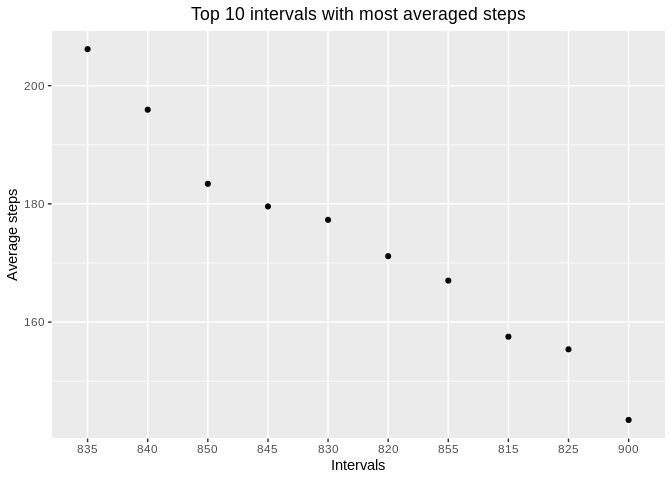 Top 10 intervals with most averaged steps
Average steps
200
180
160
835 840 850 845 830 820 855 815 825 900
Intervals